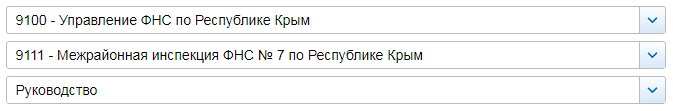 9100 - Управление ФНС по Республике Крым
9111 - Межрайонная инспекция ФНС № 7 по Республике Крым
Руководство